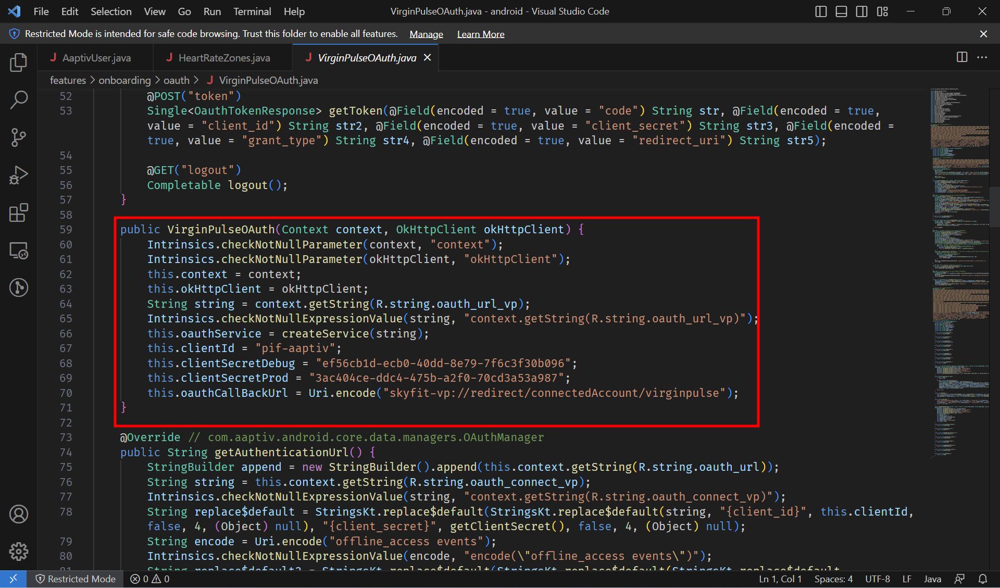 File Edit Selection View Go Run Terminal Help
VirginPulseOAuth.java - android - Visual Studio Code
Restricted Mode is intended for safe code browsing. Trust this folder to enable all features. Manage Learn More
AaptivUser.java HeartRateZones.java VirginPulseOAuth.java
features > onboarding > oauth > J VirginPulseOAuth.java
52 @POST("token")
53 Single<OauthTokenResponse> getToken(@Field(encoded = true, value = "code") String str, @Field(encoded = true,
value = "client_id") String str2, @Field(encoded = true, value = "client_secret") String str3, @Field(encoded =
true, value = "grant_type") String str4, @Field(encoded = true, value = "redirect_uri") String str5);
54
55 @GET("logout")
56 Completable logout();
57 }
58
59 public VirginPulseOAuth(Context context, OkHttpClient okHttpClient) {
60 Intrinsics.checkNotNullParameter(context, "context");
61 Intrinsics.checkNotNullParameter(okHttpClient, "okHttpClient");
62 this.context = context;
63 this.okHttpClient = okHttpClient;
64 String string = context.getString(R.string.oauth_url_vp);
65 Intrinsics.checkNotNullExpressionValue(string, "context.getString(R.string.oauth_url_vp)");
66 this.oauthService = createService(string);
67 this.clientId = "pif-aaptiv";
68 this.clientSecretDebug = "ef56cb1d-ecb0-40dd-8e79-7f6c3f30b096";
69 this.clientSecretProd = "3ac404ce-ddc4-475b-a2f0-70cd3a53a987";
70 this.oauthCallBackUrl = Uri.encode("skyfit-vp://redirect/connectedAccount/virginpulse");
71 }
72
73 @Override // com.aaptiv.android.core.data.managers.OAuthManager
74 public String getAuthenticationUrl() {
75 StringBuilder append = new StringBuilder().append(this.context.getString(R.string.oauth_url));
76 String string = this.context.getString(R.string.oauth_connect_vp);
77 Intrinsics.checkNotNullExpressionValue(string, "context.getString(R.string.oauth_connect_vp)");
78 String replace$default = StringsKt.replace$default(StringsKt.replace$default(string, "{client_id}", this.clientId,
false, 4, (Object) null), "{client_secret}", getClientSecret(), false, 4, (Object) null);
79 String encode = Uri.encode("offline_access events");
80 Intrinsics.checkNotNullExpressionValue(encode, "encode(\"offline_access events\")");
81 String replace$default2 = StringsKt.replace$default(StringsKt.replace$default(StringsKt.replace$default
Restricted Mode 0 0 Ln 1, Col 1 Spaces: 4 UTF-8 LF Java